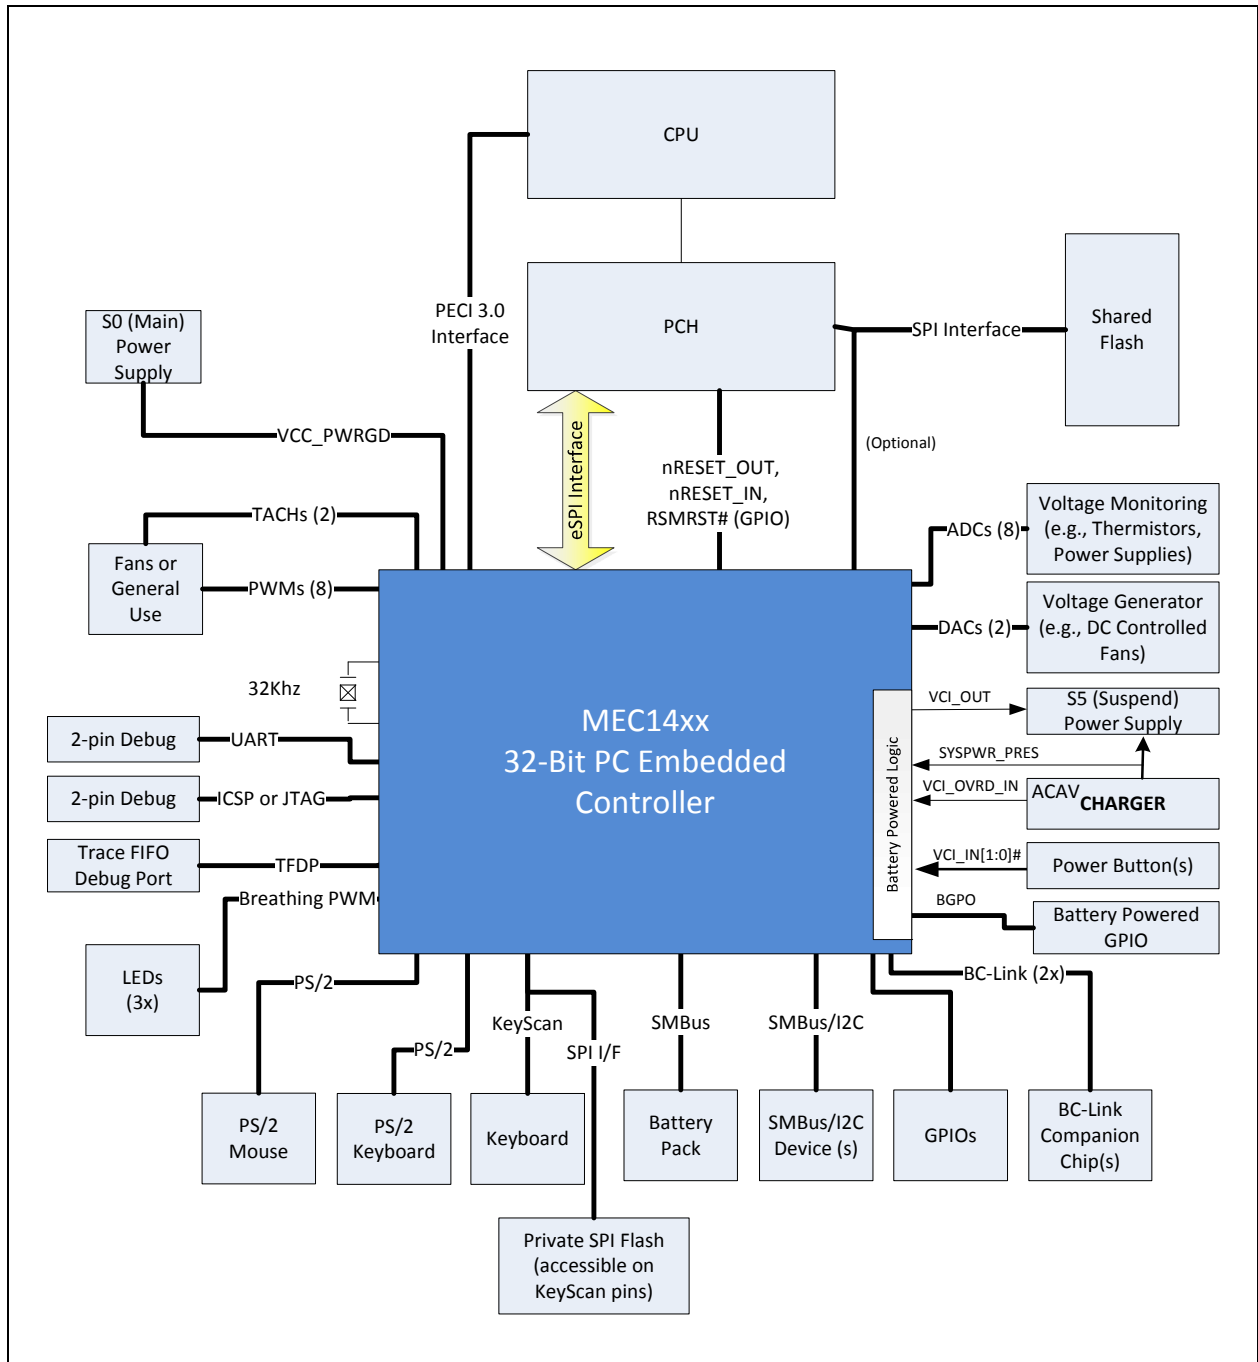 CPU
PECI 3.0
Interface
PCH
SPI Interface
Shared
Flash
S0 (Main)
Power
Supply
VCC_PWRGD
eSPI Interface
nRESET_OUT,
nRESET_IN,
RSMRST# (GPIO)
(Optional)
TACHs (2)
Fans or
General
Use
PWMs (8)
ADCs (8)
Voltage Monitoring
(e.g., Thermistors,
Power Supplies)
DACs (2)
Voltage Generator
(e.g., DC Controlled
Fans)
32Khz
MEC14xx
32-Bit PC Embedded
Controller
Battery Powered Logic
VCI_OUT
S5 (Suspend)
Power Supply
SYSPWR_PRES
VCI_OVRD_IN
ACAV
CHARGER
VCI_IN[1:0]#
Power Button(s)
BGPO
Battery Powered
GPIO
2-pin Debug
UART
2-pin Debug
ICSP or JTAG
Trace FIFO
Debug Port
TFDP
Breathing PWM
LEDs
(3x)
PS/2
PS/2
KeyScan
SPI I/F
SMBus
SMBus/I2C
BC-Link (2x)
PS/2
Mouse
PS/2
Keyboard
Keyboard
Battery
Pack
SMBus/I2C
Device (s)
GPIOs
BC-Link
Companion
Chip(s)
Private SPI Flash
(accessible on
KeyScan pins)